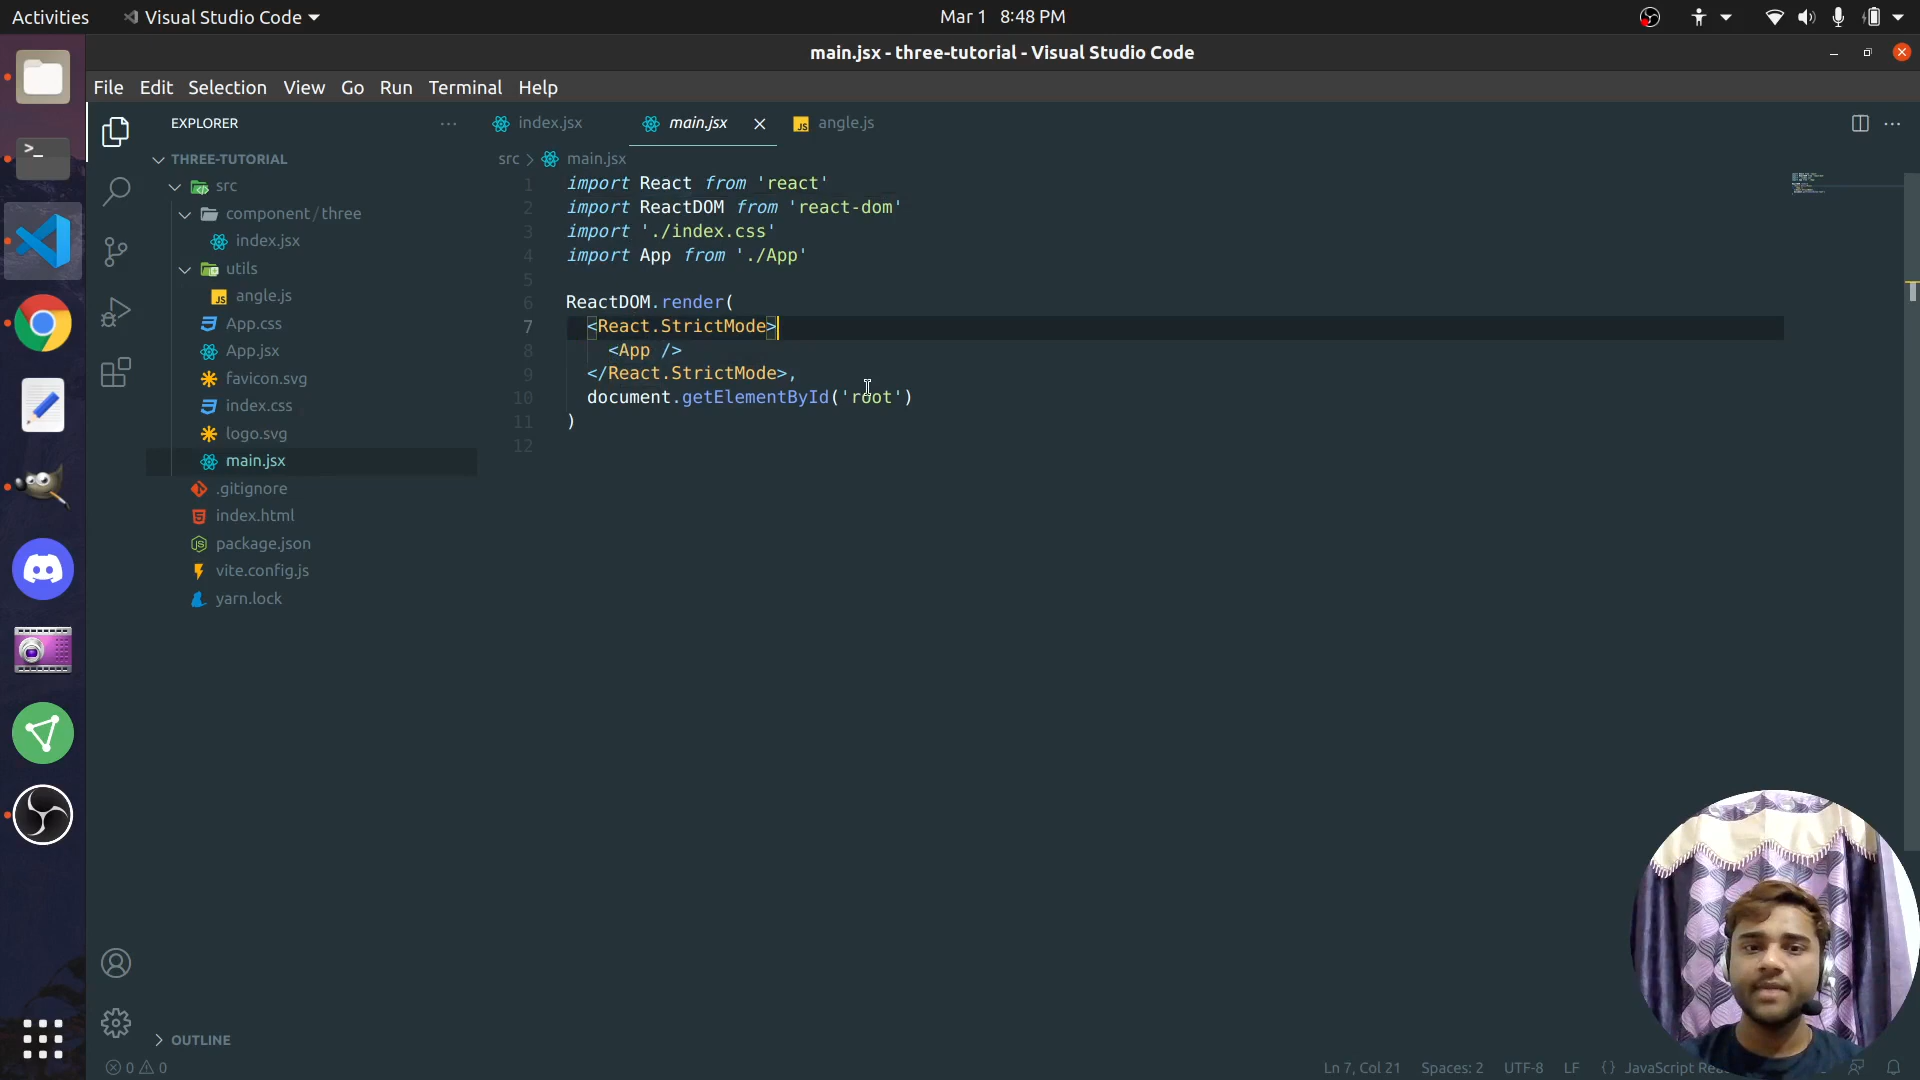 Activities
Visual Studio Code
Mar 1 8:48 PM
main.jsx - three-tutorial - Visual Studio Code
File Edit Selection View Go Run Terminal Help
EXPLORER
THREE-TUTORIAL
src
component / three
index.jsx
utils
angle.js
App.css
App.jsx
favicon.svg
index.css
logo.svg
main.jsx
.gitignore
index.html
package.json
vite.config.js
yarn.lock
OUTLINE
index.jsx
main.jsx
JS angle.js
src > main.jsx
1 import React from 'react'
2 import ReactDOM from 'react-dom'
3 import './index.css'
4 import App from './App'
5
6 ReactDOM.render(
7 <React.StrictMode>
8 <App />
9 </React.StrictMode>,
10 document.getElementById('root')
11 )
12
0 0
Ln 7, Col 21 Spaces: 2 UTF-8 LF {} JavaScript